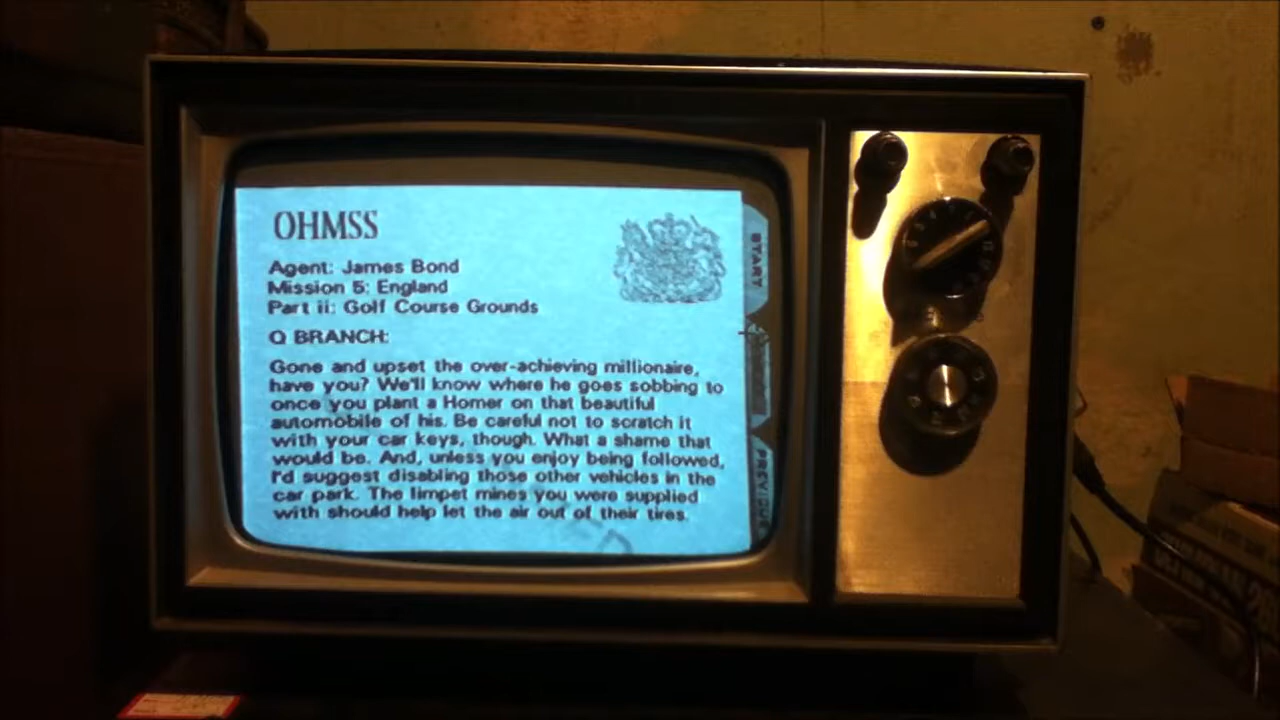 OHMSS
Agent: James Bond
Mission 5: England
Part ii: Golf Course Grounds
Q BRANCH:
Gone and upset the over-achieving millionaire,
have you? We'll know where he goes sobbing to
once you plant a Homer on that beautiful
automobile of his. Be careful not to scratch it
with your car keys, though. What a shame that
would be. And, unless you enjoy being followed,
I'd suggest disabling those other vehicles in the
car park. The limpet mines you were supplied
with should help let the air out of their tires.
START